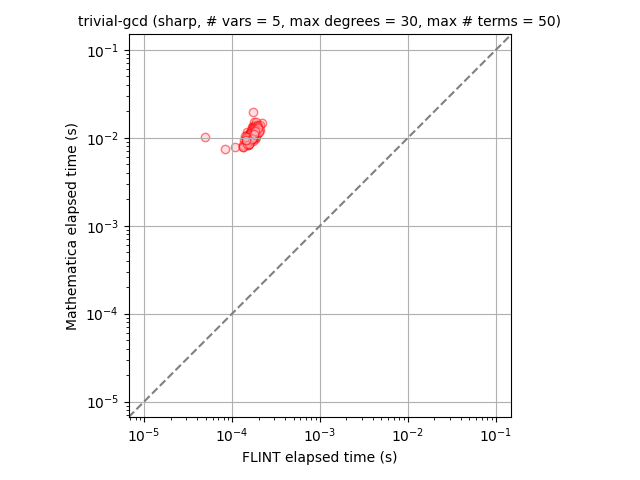 trivial-gcd (sharp, # vars = 5, max degrees = 30, max # terms = 50)
Mathematica elapsed time (s)
10⁻¹
10⁻²
10⁻³
10⁻⁴
10⁻⁵
10⁻⁵ 10⁻⁴ 10⁻³ 10⁻² 10⁻¹
FLINT elapsed time (s)